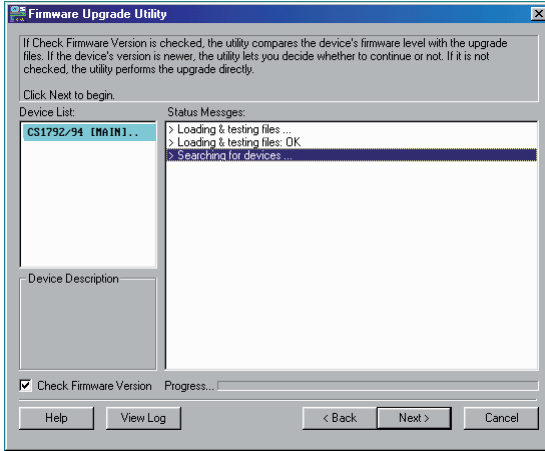 Firmware Upgrade Utility
If Check Firmware Version is checked, the utility compares the device's firmware level with the upgrade
files. If the device's version is newer, the utility lets you decide whether to continue or not. If it is not
checked, the utility performs the upgrade directly.
Click Next to begin.
Device List:
Status Messges:
CS1792/94 [MAIN]..
> Loading & testing files ...
> Loading & testing files: OK
> Searching for devices ...
Device Description
Check Firmware Version
Progress...
Help
View Log
< Back
Next >
Cancel